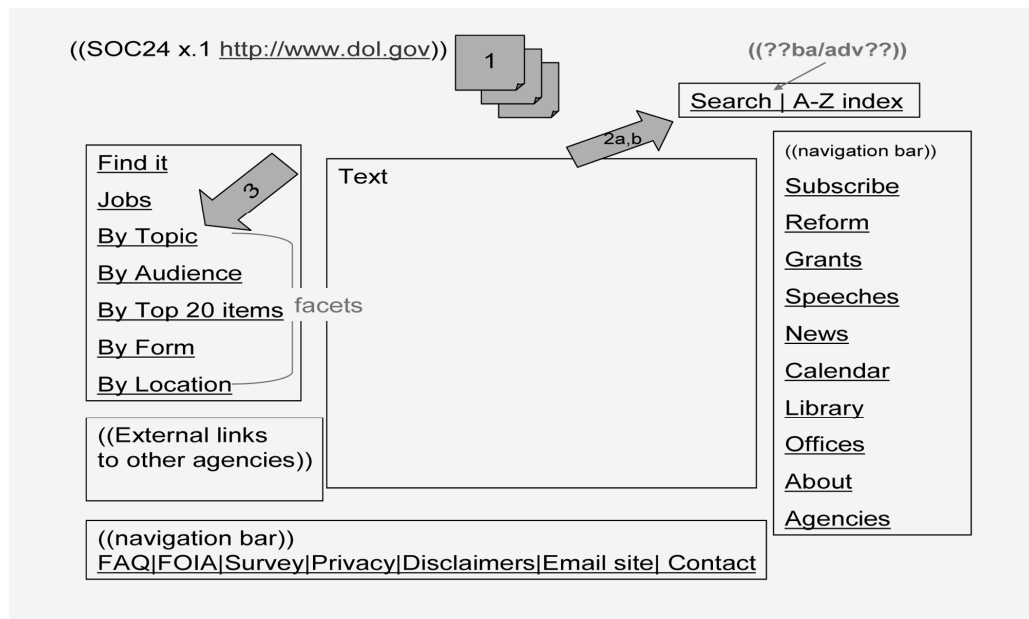 ((SOC24 x.1 http://www.dol.gov))
1
((??ba/adv??))
Search | A-Z index
2a,b
Find it
Jobs
By Topic
By Audience
By Top 20 items
By Form
By Location
3
facets
Text
((navigation bar))
Subscribe
Reform
Grants
Speeches
News
Calendar
Library
Offices
About
Agencies
((External links
to other agencies))
((navigation bar))
FAQ|FOIA|Survey|Privacy|Disclaimers|Email site| Contact